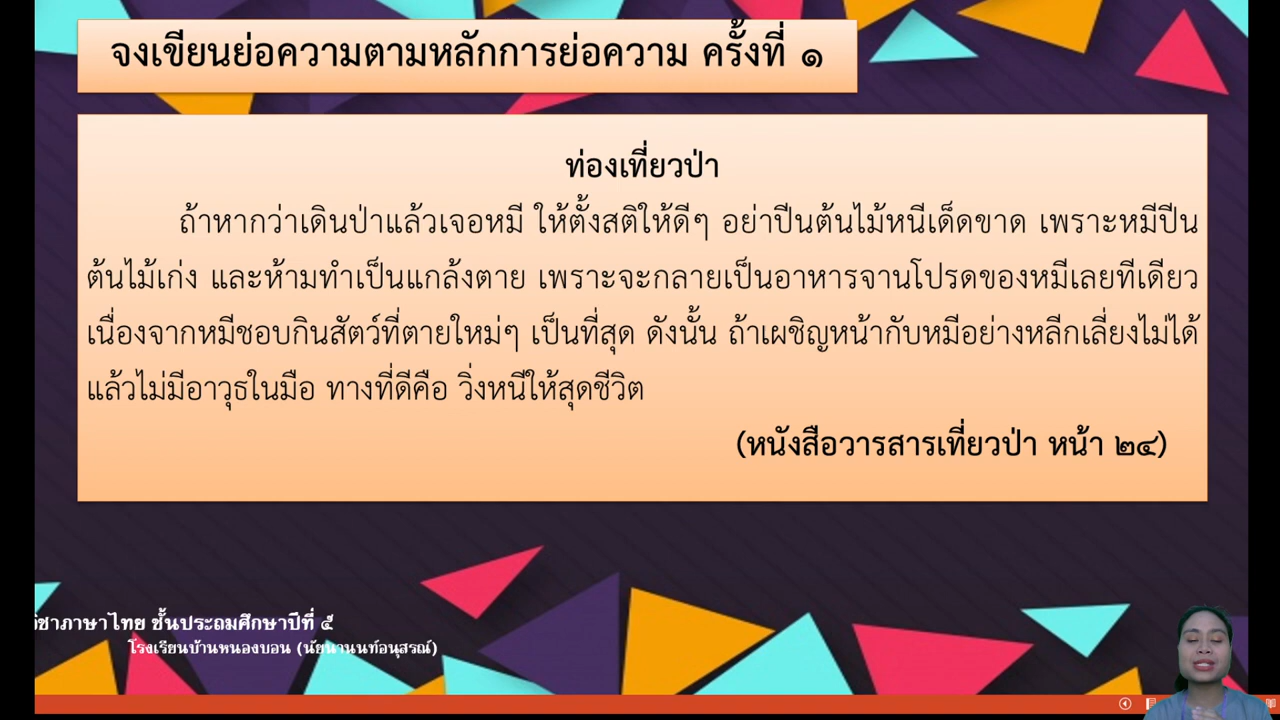 จงเขียนย่อความตามหลักการย่อความ ครั้งที่ ๑
ท่องเที่ยวป่า
ถ้าหากว่าเดินป่าแล้วเจอหมี ให้ตั้งสติให้ดีๆ อย่าปีนต้นไม้หนีเด็ดขาด เพราะหมีปีน
ต้นไม้เก่ง และห้ามทำเป็นแกล้งตาย เพราะจะกลายเป็นอาหารจานโปรดของหมีเลยทีเดียว
เนื่องจากหมีชอบกินสัตว์ที่ตายใหม่ๆ เป็นที่สุด ดังนั้น ถ้าเผชิญหน้ากับหมีอย่างหลีกเลี่ยงไม่ได้
แล้วไม่มีอาวุธในมือ ทางที่ดีคือ วิ่งหนีให้สุดชีวิต
(หนังสือวารสารเที่ยวป่า หน้า ๒๔)
วิชาภาษาไทย ชั้นประถมศึกษาปีที่ ๕
โรงเรียนบ้านหนองบอน (นัยนานนท์อนุสรณ์)